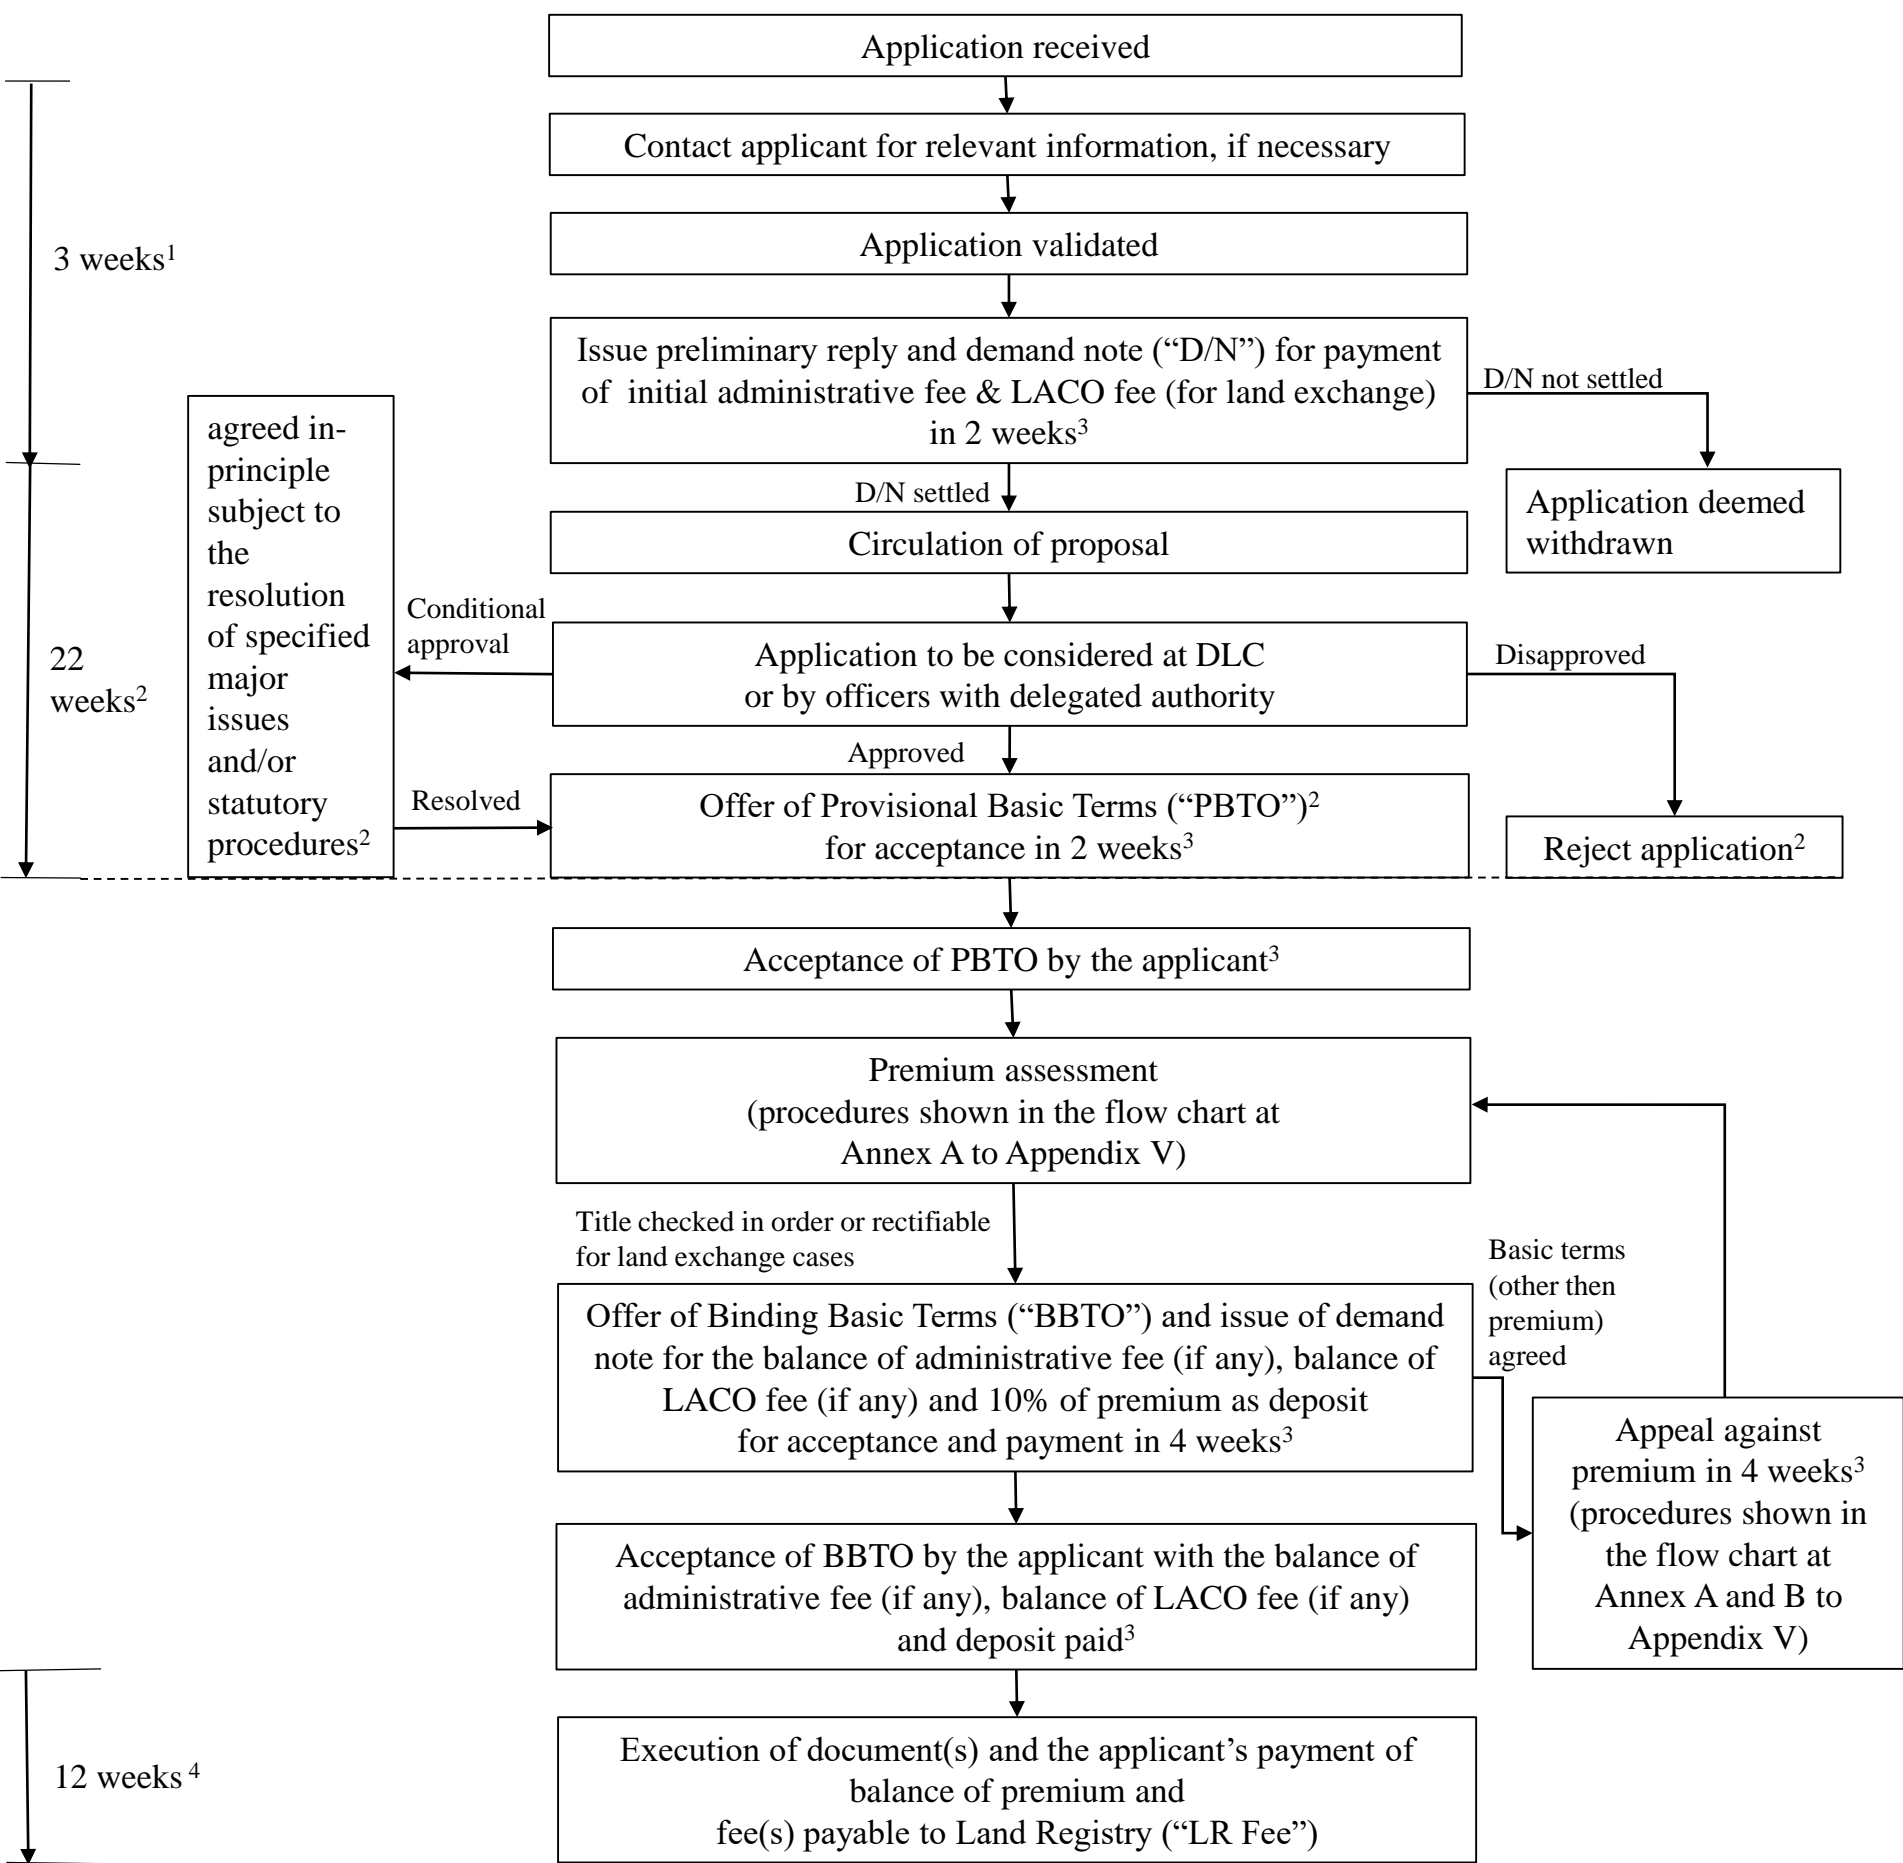 Application received
Contact applicant for relevant information, if necessary
Application validated
3 weeks¹
Issue preliminary reply and demand note (“D/N”) for payment
of initial administrative fee & LACO fee (for land exchange)
in 2 weeks³
D/N not settled
Application deemed
withdrawn
D/N settled
Circulation of proposal
22
weeks²
Application to be considered at DLC
or by officers with delegated authority
Conditional
approval
agreed in-
principle
subject to
the
resolution
of specified
major
issues
and/or
statutory
procedures²
Resolved
Disapproved
Reject application²
Approved
Offer of Provisional Basic Terms (“PBTO”)²
for acceptance in 2 weeks³
Acceptance of PBTO by the applicant³
Premium assessment
(procedures shown in the flow chart at
Annex A to Appendix V)
Title checked in order or rectifiable
for land exchange cases
Offer of Binding Basic Terms (“BBTO”) and issue of demand
note for the balance of administrative fee (if any), balance of
LACO fee (if any) and 10% of premium as deposit
for acceptance and payment in 4 weeks³
Basic terms
(other then
premium)
agreed
Appeal against
premium in 4 weeks³
(procedures shown in
the flow chart at
Annex A and B to
Appendix V)
Acceptance of BBTO by the applicant with the balance of
administrative fee (if any), balance of LACO fee (if any)
and deposit paid³
12 weeks ⁴
Execution of document(s) and the applicant’s payment of
balance of premium and
fee(s) payable to Land Registry (“LR Fee”)